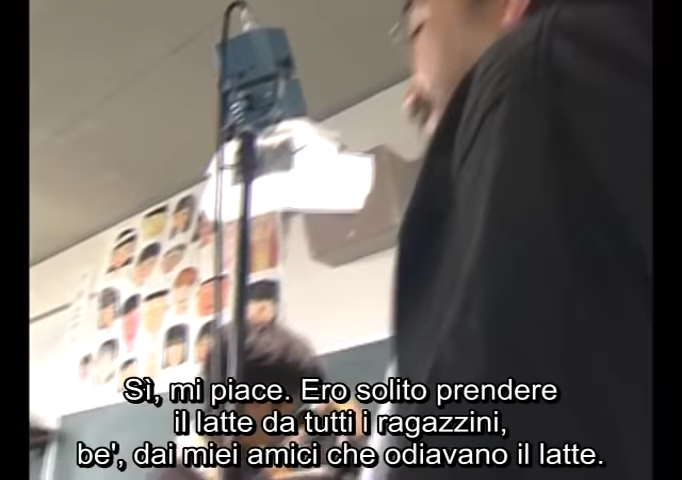 Sì, mi piace. Ero solito prendere
il latte da tutti i ragazzini,
be', dai miei amici che odiavano il latte.